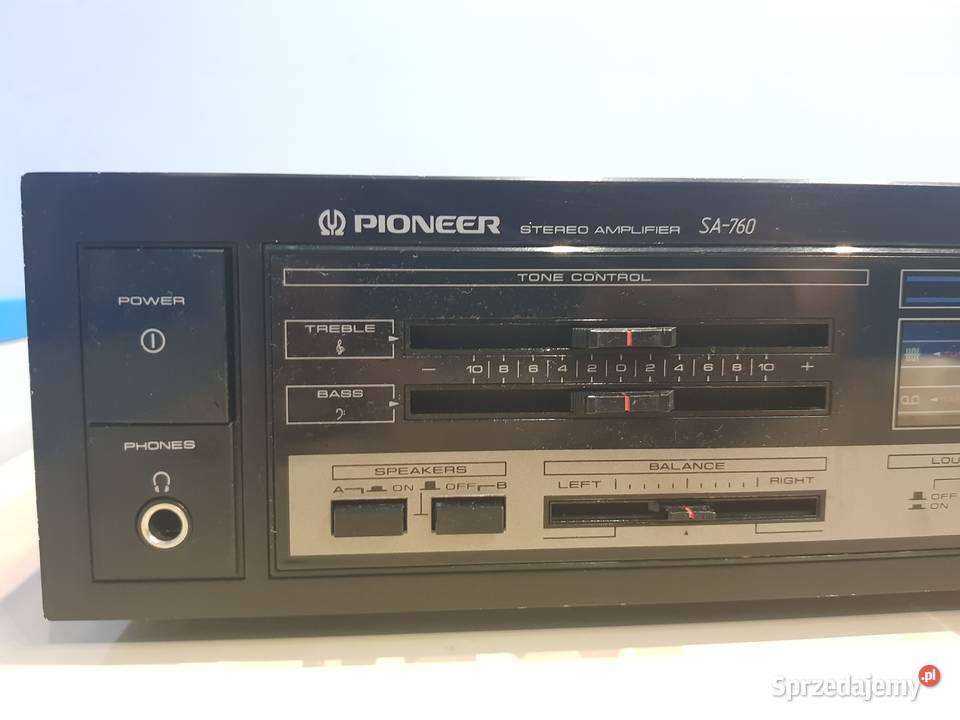 PIONEER STEREO AMPLIFIER SA-760
TONE CONTROL
POWER
TREBLE
− 10 8 6 4 2 0 2 4 6 8 10 +
BASS
PHONES
SPEAKERS
A ON OFF B
BALANCE
LEFT RIGHT
LOU
OFF
ON
Sprzedajemy.pl